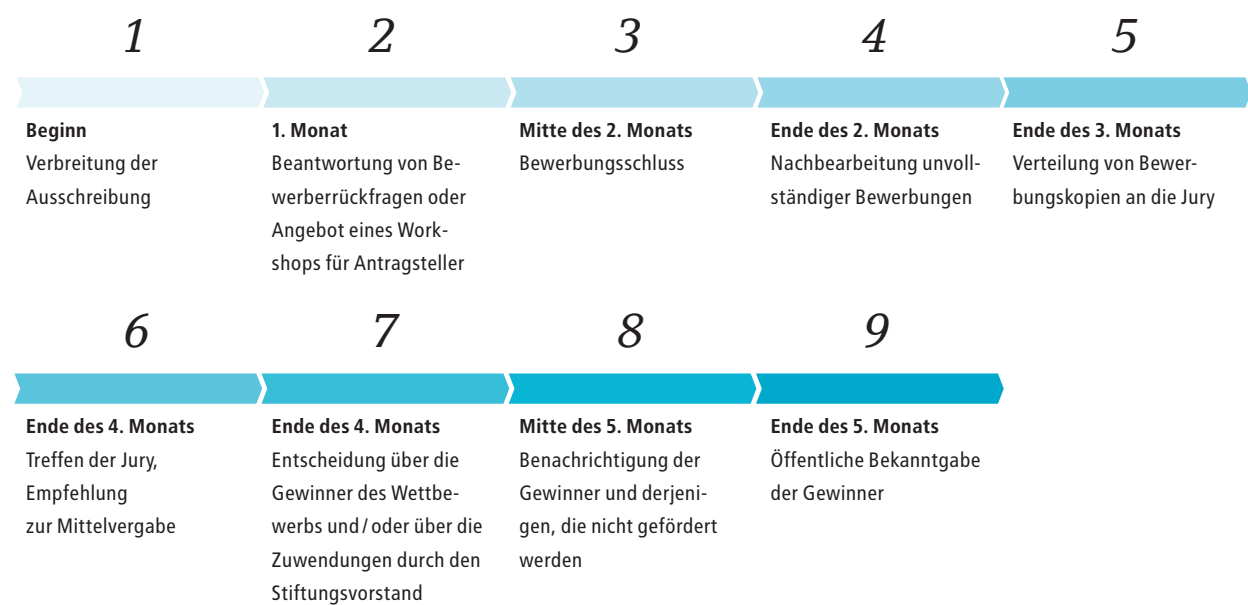 1
2
3
4
5
Beginn
Verbreitung der
Ausschreibung
1. Monat
Beantwortung von Be-
werberrückfragen oder
Angebot eines Work-
shops für Antragsteller
Mitte des 2. Monats
Bewerbungsschluss
Ende des 2. Monats
Nachbearbeitung unvoll-
ständiger Bewerbungen
Ende des 3. Monats
Verteilung von Bewer-
bungskopien an die Jury
6
7
8
9
Ende des 4. Monats
Treffen der Jury,
Empfehlung
zur Mittelvergabe
Ende des 4. Monats
Entscheidung über die
Gewinner des Wettbe-
werbs und / oder über die
Zuwendungen durch den
Stiftungsvorstand
Mitte des 5. Monats
Benachrichtigung der
Gewinner und derjeni-
gen, die nicht gefördert
werden
Ende des 5. Monats
Öffentliche Bekanntgabe
der Gewinner